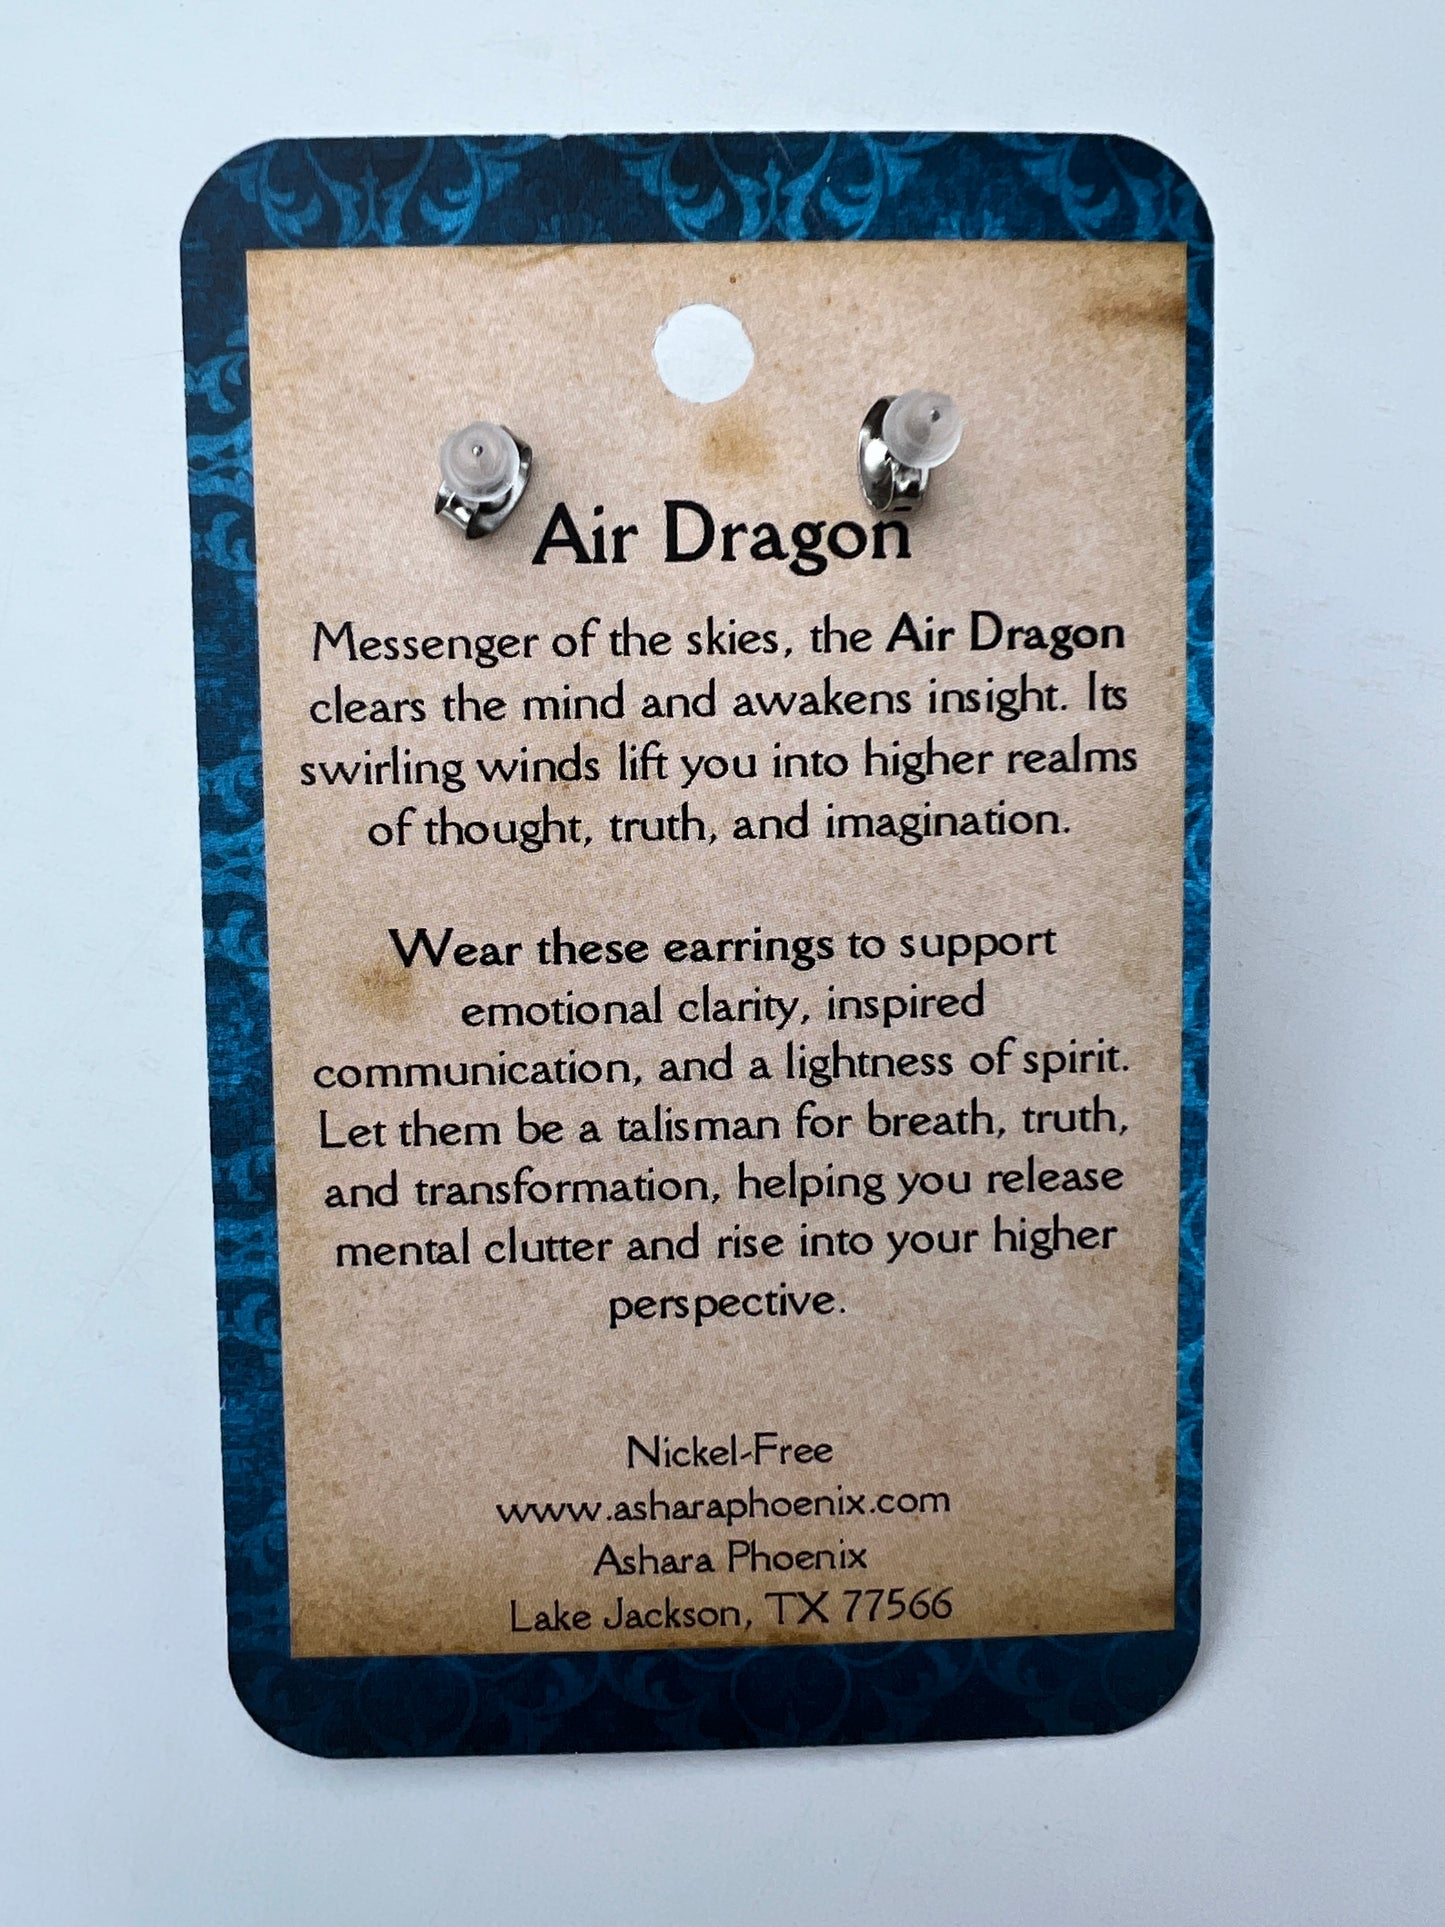 Air Dragon
Messenger of the skies, the Air Dragon
clears the mind and awakens insight. Its
swirling winds lift you into higher realms
of thought, truth, and imagination.
Wear these earrings to support
emotional clarity, inspired
communication, and a lightness of spirit.
Let them be a talisman for breath, truth,
and transformation, helping you release
mental clutter and rise into your higher
perspective.
Nickel-Free
www.asharaphoenix.com
Ashara Phoenix
Lake Jackson, TX 77566